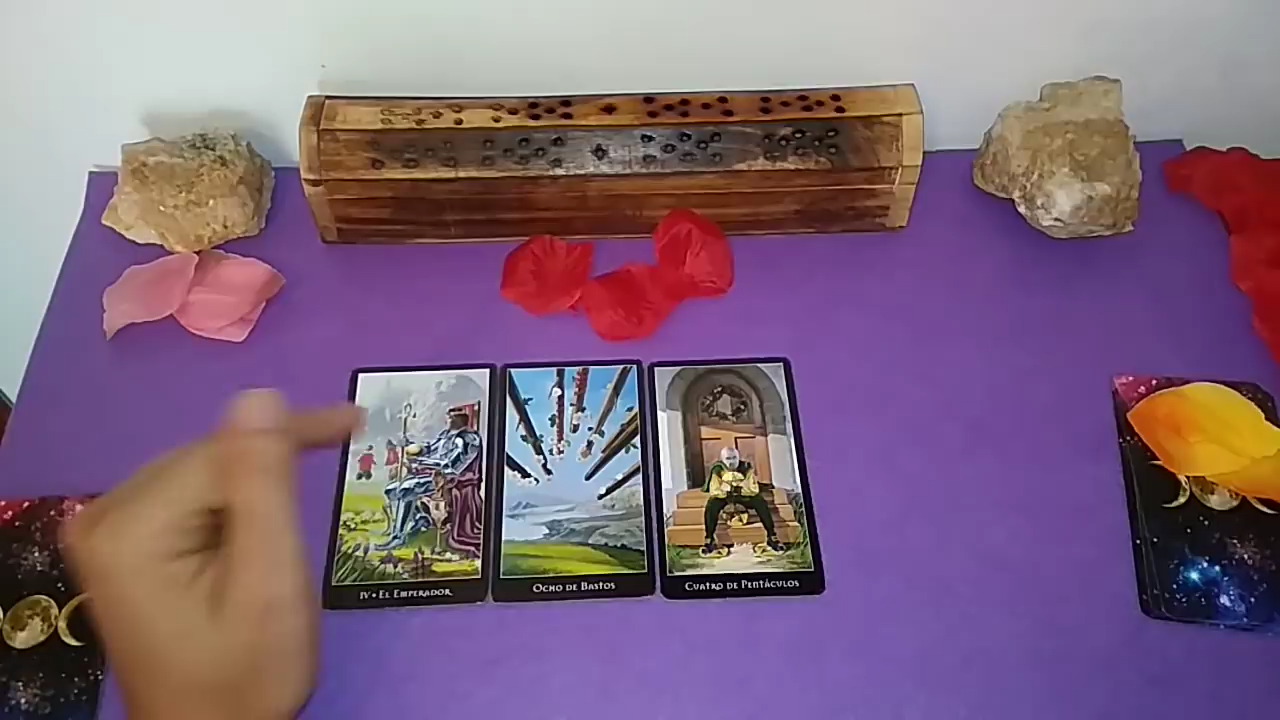 IV • El Emperador
Ocho de Bastos
Cuatro de Pentáculos